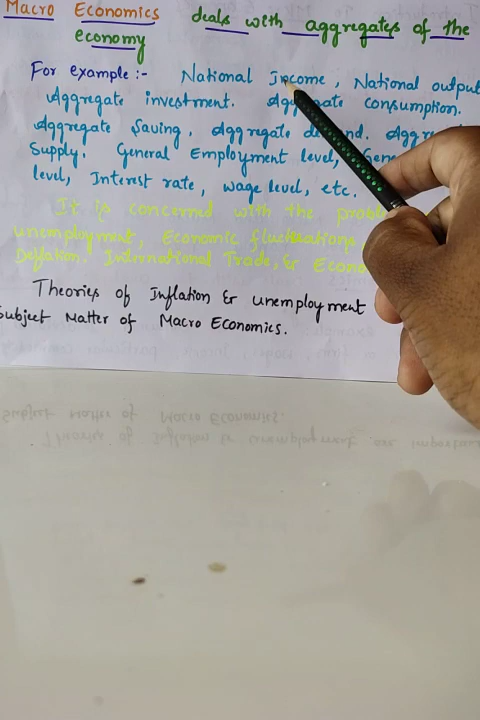 Macro Economics deals with aggregates of the
economy
For example :- National Income, National output
Aggregate investment. Aggregate consumption.
Aggregate Saving, Aggregate demand.
Supply. General Employment level,
level, Interest rate, wage level, etc.
It is concerned with the
unemployment, Economic fluctuations
Deflation. International Trade, &
Theories of Inflation & unemployment
Subject Matter of Macro Economics.